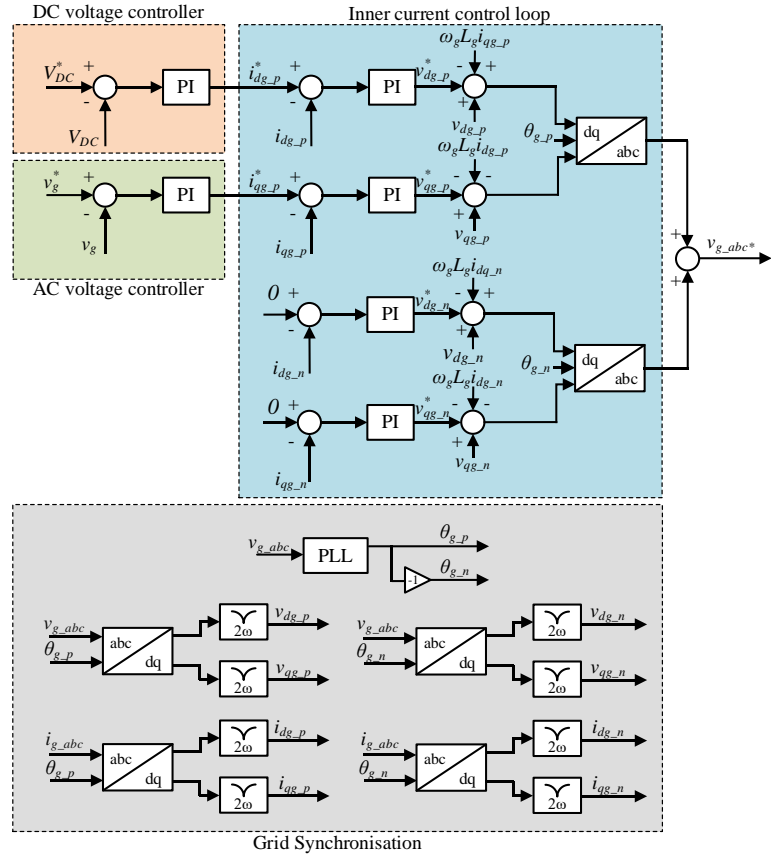 DC voltage controller
Inner current control loop
V*DC
+
-
PI
VDC
i*dg_p
+
-
idg_p
PI
v*dg_p
ωgLgiqg_p
-
+
+
vdg_p
v*g
+
-
PI
vg
i*qg_p
+
-
iqg_p
PI
v*qg_p
ωgLgidg_p
-
-
+
vqg_p
θg_p
dq
abc
AC voltage controller
0
+
-
idg_n
PI
v*dg_n
ωgLgidq_n
-
+
+
vdg_n
0
+
-
iqg_n
PI
v*qg_n
ωgLgidg_n
-
-
+
vqg_n
θg_n
dq
abc
+
+
vg_abc*
vg_abc
PLL
θg_p
-1
θg_n
vg_abc
θg_p
abc
dq
2ω
vdg_p
2ω
vqg_p
vg_abc
θg_n
abc
dq
2ω
vdg_n
2ω
vqg_n
ig_abc
θg_p
abc
dq
2ω
idg_p
2ω
iqg_p
ig_abc
θg_n
abc
dq
2ω
idg_n
2ω
iqg_n
Grid Synchronisation